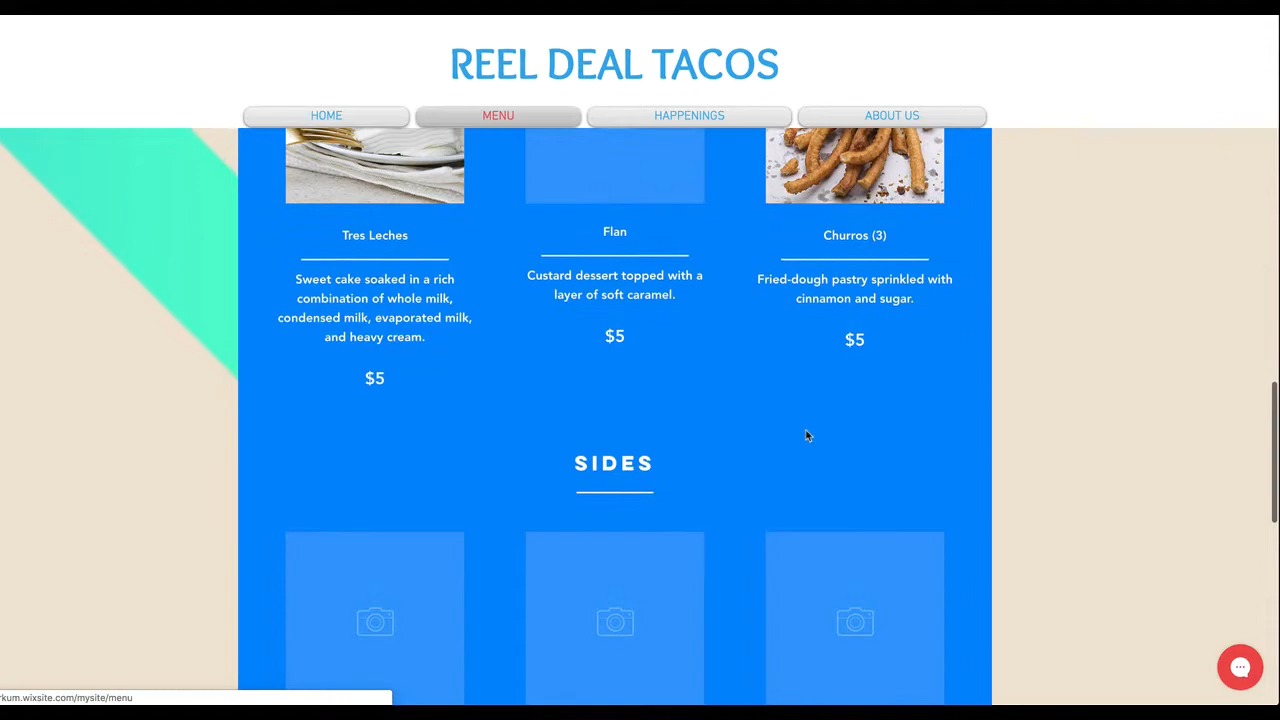 REEL DEAL TACOS
HOME
MENU
HAPPENINGS
ABOUT US
Tres Leches
Sweet cake soaked in a rich
combination of whole milk,
condensed milk, evaporated milk,
and heavy cream.
$5
Flan
Custard dessert topped with a
layer of soft caramel.
$5
Churros (3)
Fried-dough pastry sprinkled with
cinnamon and sugar.
$5
SIDES
rkum.wixsite.com/mysite/menu